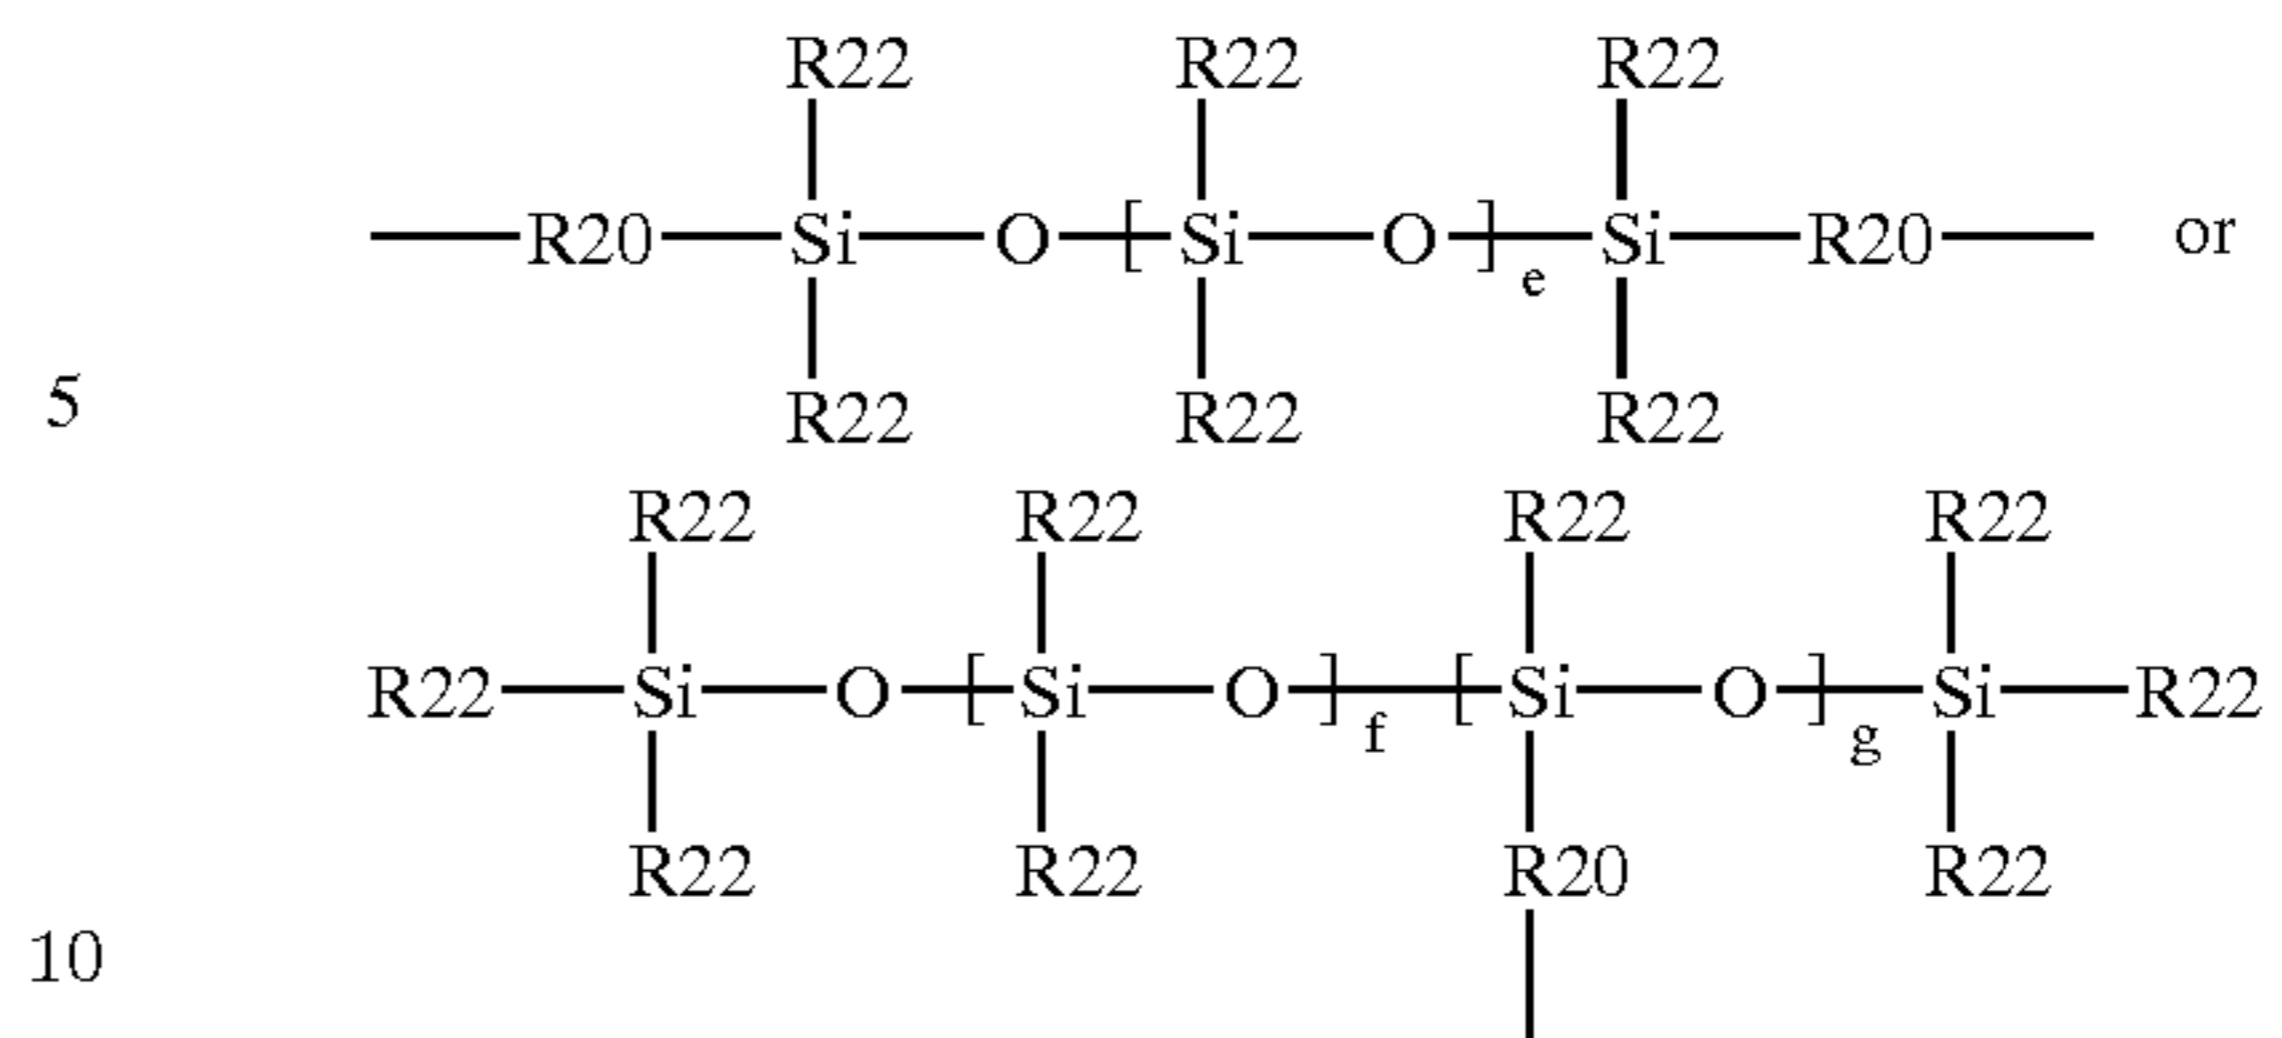 R22 R22 R22
R20 Si O [ Si O ]e Si R20 or
5
R22 R22 R22
R22 R22 R22 R22
R22 Si O [ Si O ]f [ Si O ]g Si R22
R22 R22 R20 R22
10